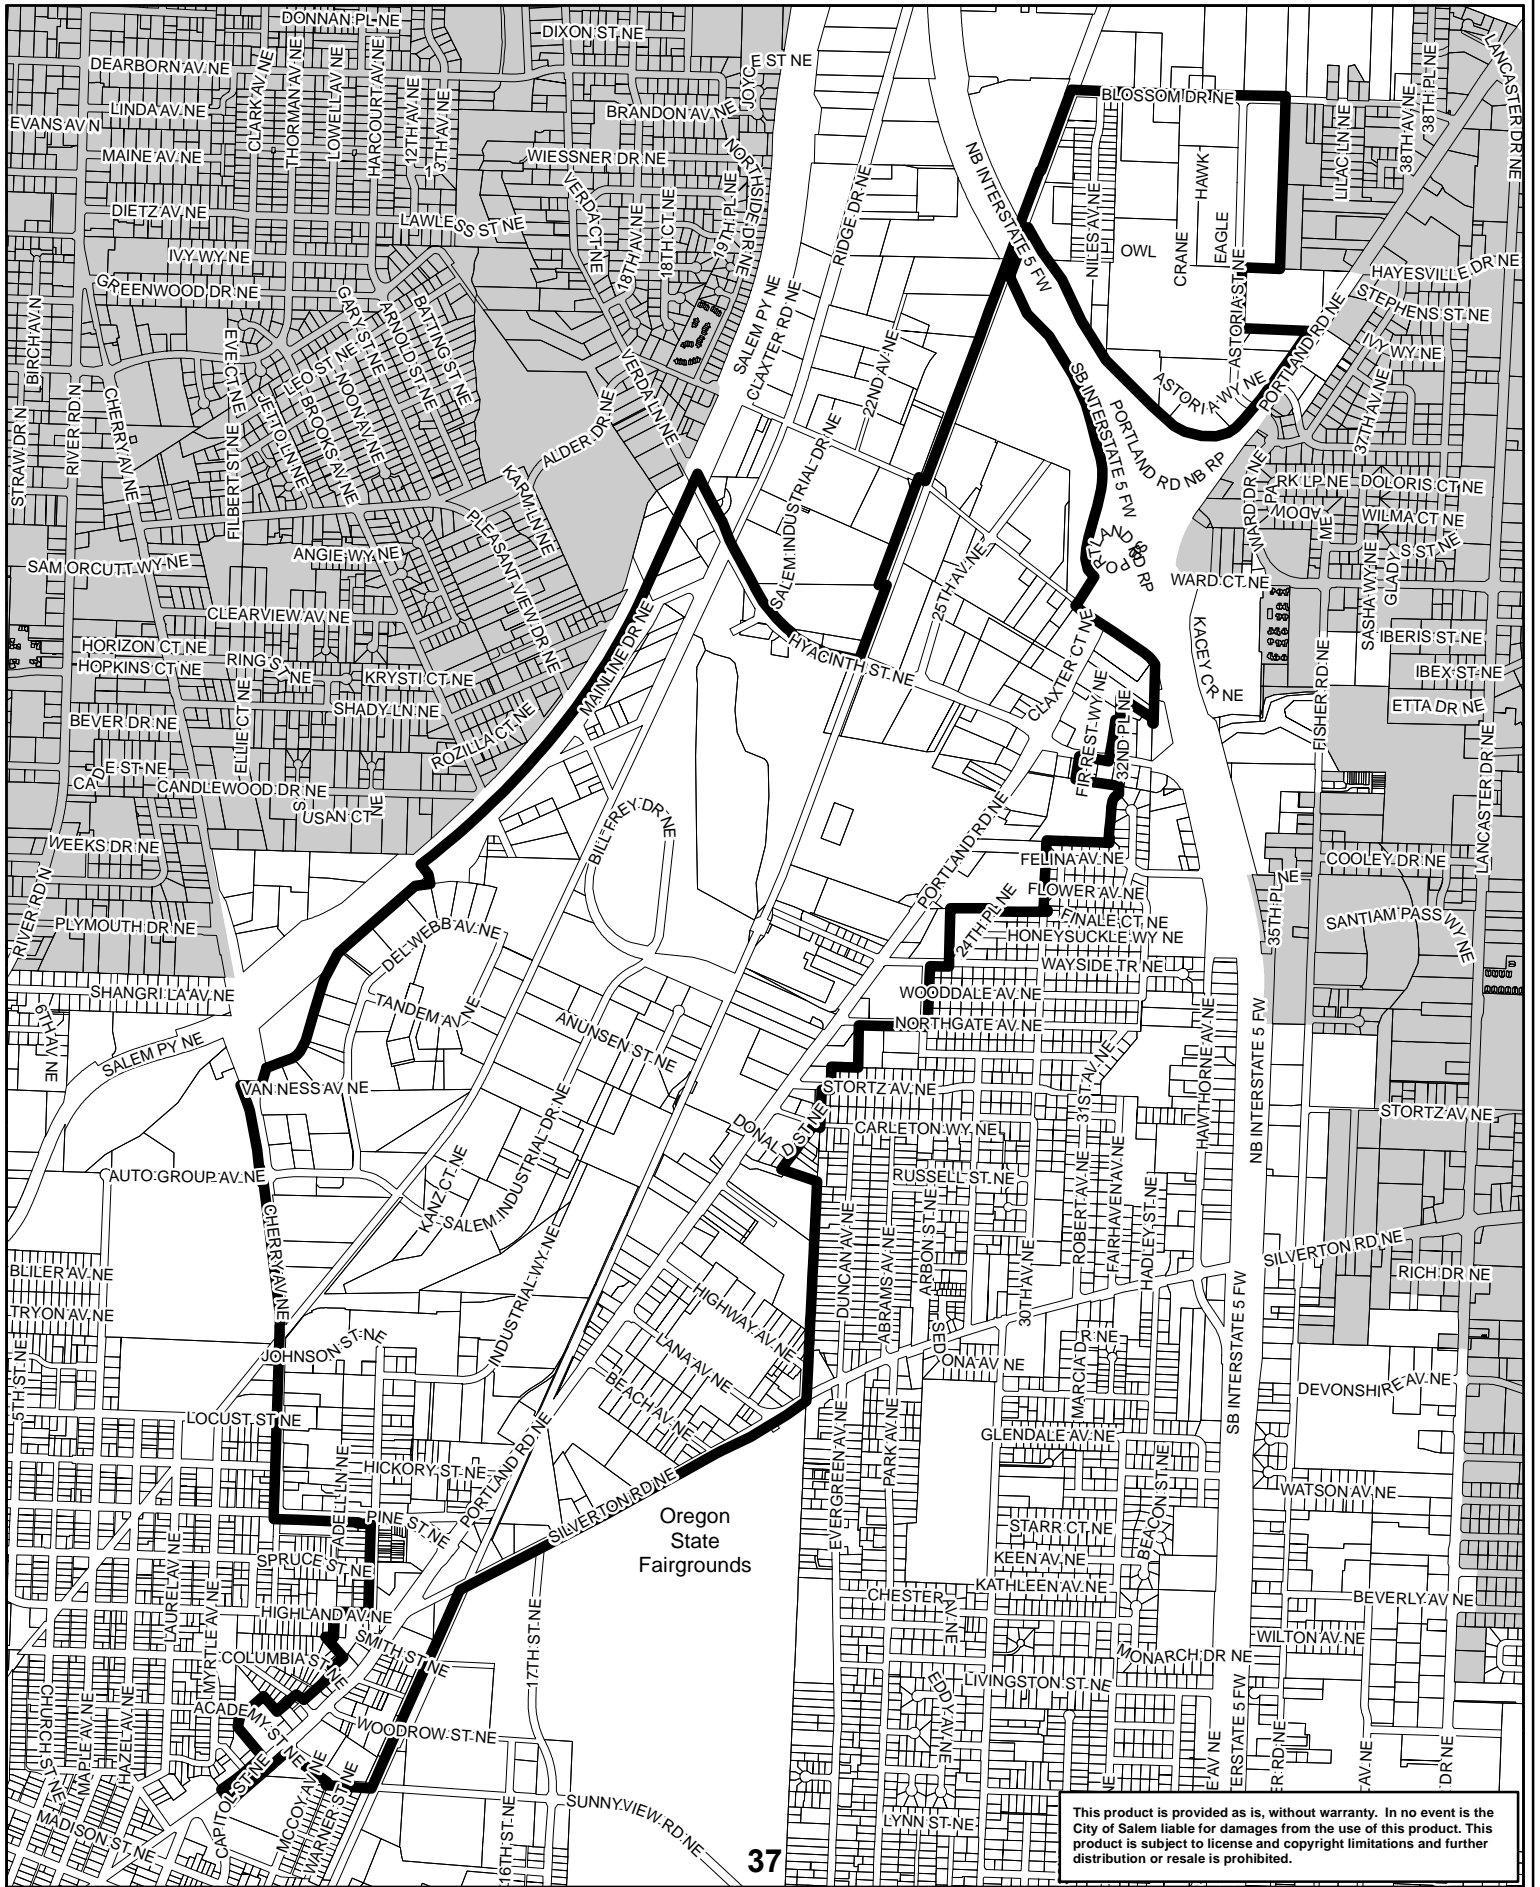 DONNAN PL NE
DIXON ST NE
DEARBORN AV NE
CLARK AV NE
THORMAN AV NE
LOWELL AV NE
HARCOURT AV NE
12TH AV NE
13TH AV NE
JOYCE ST NE
LINDA AV NE
BRANDON AV NE
EVANS AV N
MAINE AV NE
WIESSNER DR NE
NORTHSIDE DR NE
BLOSSOM DR NE
LILAC LN NE
38TH AV NE
38TH PL NE
LANCASTER DR NE
DIETZ AV NE
LAWLESS ST NE
VERDA CT NE
18TH AV NE
18TH CT NE
19TH PL NE
RIDGE DR NE
NB INTERSTATE 5 FW
NILES AV NE
HAWK
OWL
CRANE
EAGLE
ASTORIA ST NE
IVY WY NE
GREENWOOD DR NE
HAYESVILLE DR NE
STEPHENS ST NE
IVY WY NE
BIRCH AV N
EVE CT NE
GARY ST NE
ARNOLD ST NE
BATTING ST NE
LEO ST NE
NOON AV NE
BROOKS AV NE
JETTO LN NE
VERDA LN NE
SALEM PY NE
CLAXTER RD NE
22ND AV NE
SB INTERSTATE 5 FW
ASTORIA WY NE
PORTLAND RD NE
37TH AV NE
STRAW DR N
RIVER RD N
CHERRY AV NE
FILBERT ST NE
ALDER DR NE
KARM LN NE
SALEM INDUSTRIAL DR NE
PORTLAND RD NB RP
WARD DR NE
MEADOW PARK LP NE
DOLORIS CT NE
WILMA CT NE
GLADYS ST NE
SASHA WY NE
PORTLAND RD SB RP
SAM ORCUTT WY NE
ANGIE WY NE
PLEASANT VIEW DR NE
25TH AV NE
WARD CT NE
CLEARVIEW AV NE
HORIZON CT NE
HOPKINS CT NE
RING ST NE
KRYSTI CT NE
MAINLINE DR NE
HYACINTH ST NE
CLAXTER CT NE
KACEY CR NE
IBERIS ST NE
IBEX ST NE
ETTA DR NE
FISHER RD NE
BEVER DR NE
ELLIE CT NE
SHADY LN NE
ROZILLA CT NE
FIR REST WY NE
32ND PL NE
CADE ST NE
CANDLEWOOD DR NE
SUSAN CT NE
BILL FREY DR NE
PORTLAND RD NE
LANCASTER DR NE
WEEKS DR NE
FELINA AV NE
COOLEY DR NE
RIVER RD N
PLYMOUTH DR NE
DEL WEBB AV NE
FLOWER AV NE
24TH PL NE
FINALE CT NE
HONEYSUCKLE WY NE
35TH PL NE
SANTIAM PASS WY NE
WAYSIDE TR NE
SHANGRI LA AV NE
6TH AV NE
TANDEM AV NE
ANUNSEN ST NE
WOODDALE AV NE
NORTHGATE AV NE
HAWTHORNE AV NE
SALEM PY NE
VAN NESS AV NE
STORTZ AV NE
31ST AV NE
NB INTERSTATE 5 FW
STORTZ AV NE
DONALD ST NE
CARLETON WY NE
AUTO GROUP AV NE
KANZ CT NE
SALEM INDUSTRIAL DR NE
RUSSELL ST NE
CHERRY AV NE
INDUSTRIAL WY NE
DUNCAN AV NE
ABRAMS AV NE
ARBON ST NE
30TH AV NE
ROBERT AV NE
FAIRHAVEN AV NE
HADLEY ST NE
SILVERTON RD NE
BLILER AV NE
RICH DR NE
TRYON AV NE
HIGHWAY AV NE
LANA AV NE
BEACH AV NE
JOHNSON ST NE
SEDONA AV NE
MARCIA DR NE
SB INTERSTATE 5 FW
5TH ST NE
DEVONSHIRE AV NE
LOCUST ST NE
GLENDALE AV NE
ADELL LN NE
HICKORY ST NE
PORTLAND RD NE
EVERGREEN AV NE
PARK AV NE
BEACON ST NE
WATSON AV NE
PINE ST NE
SILVERTON RD NE
Oregon
State
Fairgrounds
STARR CT NE
KEEN AV NE
SPRUCE ST NE
KATHLEEN AV NE
CHESTER AV NE
BEVERLY AV NE
LAUREL AV NE
MYRTLE AV NE
HIGHLAND AV NE
SMITH ST NE
COLUMBIA ST NE
17TH ST NE
WILTON AV NE
MONARCH DR NE
LIVINGSTON ST NE
EDDY AV NE
CHURCH ST NE
MAPLE AV NE
HAZEL AV NE
ACADEMY ST NE
WOODROW ST NE
CAPITOL ST NE
MCCOY AV NE
WARNER ST NE
16TH ST NE
SUNNYVIEW RD NE
MADISON ST NE
LYNN ST NE
37
This product is provided as is, without warranty. In no event is the
City of Salem liable for damages from the use of this product. This
product is subject to license and copyright limitations and further
distribution or resale is prohibited.